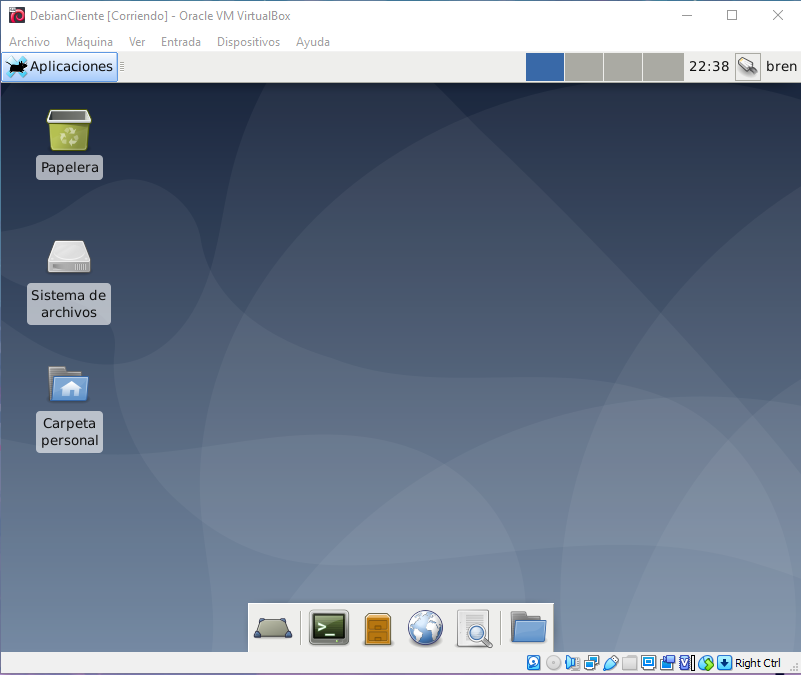 DebianCliente [Corriendo] - Oracle VM VirtualBox
Archivo Máquina Ver Entrada Dispositivos Ayuda
Aplicaciones 22:38 bren
Papelera
Sistema de
archivos
Carpeta
personal
>_
Right Ctrl